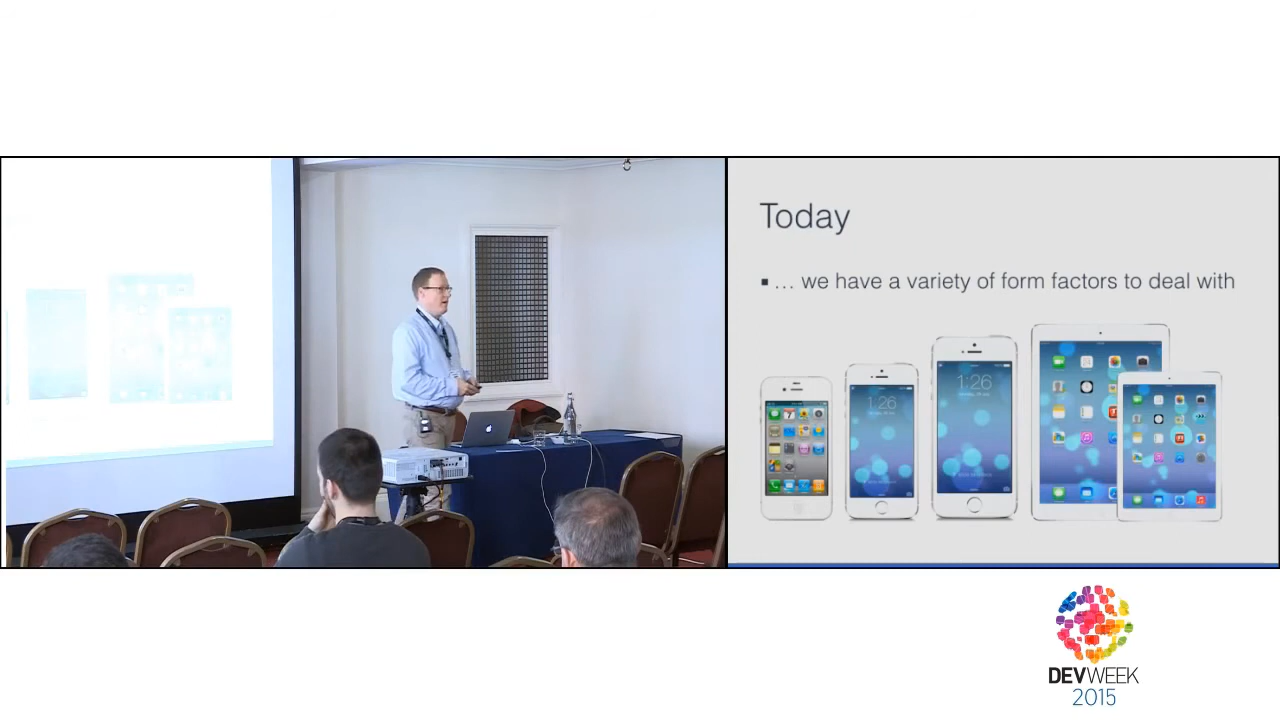 Today
▪ … we have a variety of form factors to deal with
1:26
1:26
DEVWEEK
2015